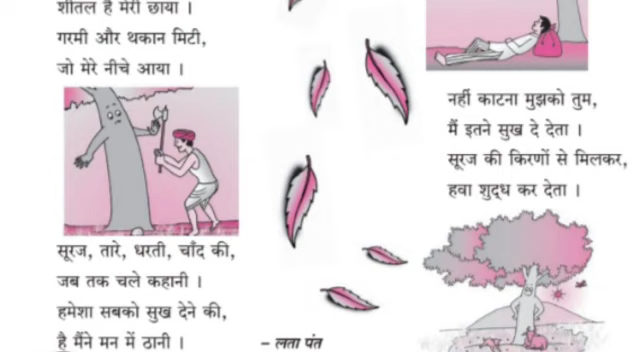 शीतल है मेरी छाया ।
गरमी और थकान मिटी,
जो मेरे नीचे आया ।
सूरज, तारे, धरती, चाँद की,
जब तक चले कहानी ।
हमेशा सबको सुख देने की,
है मैंने मन में ठानी ।
नहीं काटना मुझको तुम,
मैं इतने सुख दे देता ।
सूरज की किरणों से मिलकर,
हवा शुद्ध कर देता ।
– लता पंत